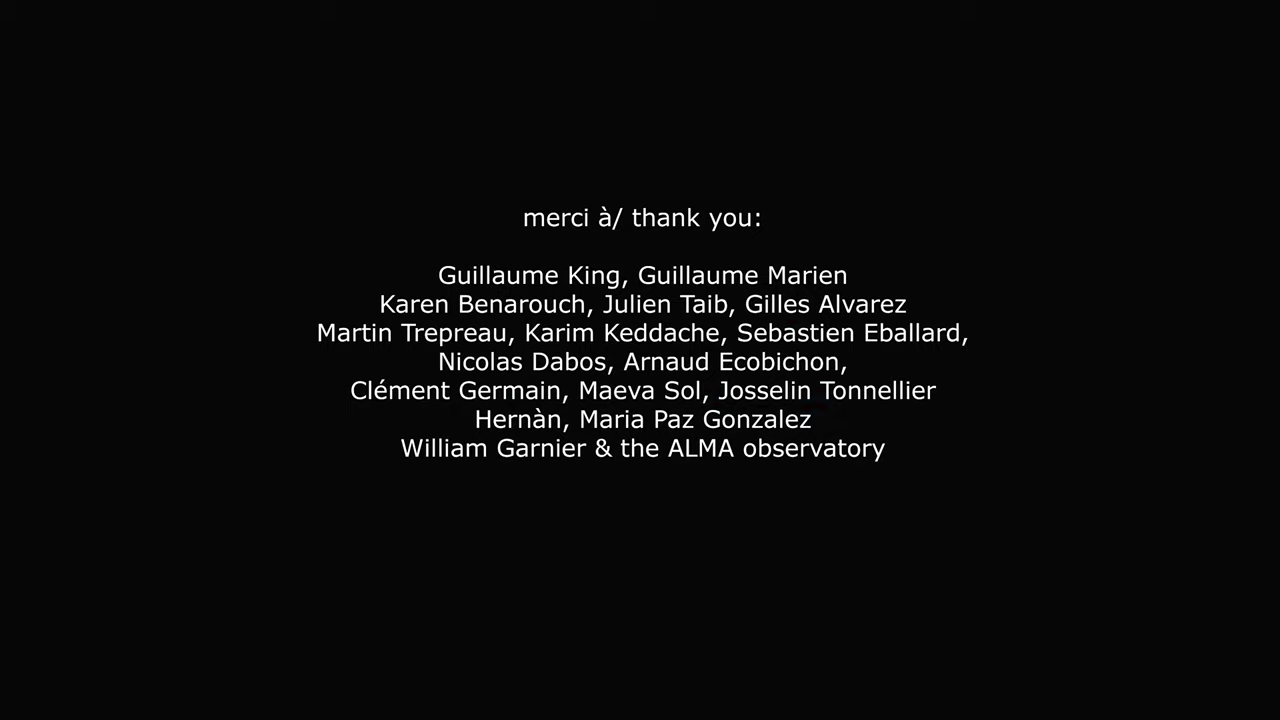 merci à/ thank you:
Guillaume King, Guillaume Marien
Karen Benarouch, Julien Taib, Gilles Alvarez
Martin Trepreau, Karim Keddache, Sebastien Eballard,
Nicolas Dabos, Arnaud Ecobichon,
Clément Germain, Maeva Sol, Josselin Tonnellier
Hernàn, Maria Paz Gonzalez
William Garnier & the ALMA observatory